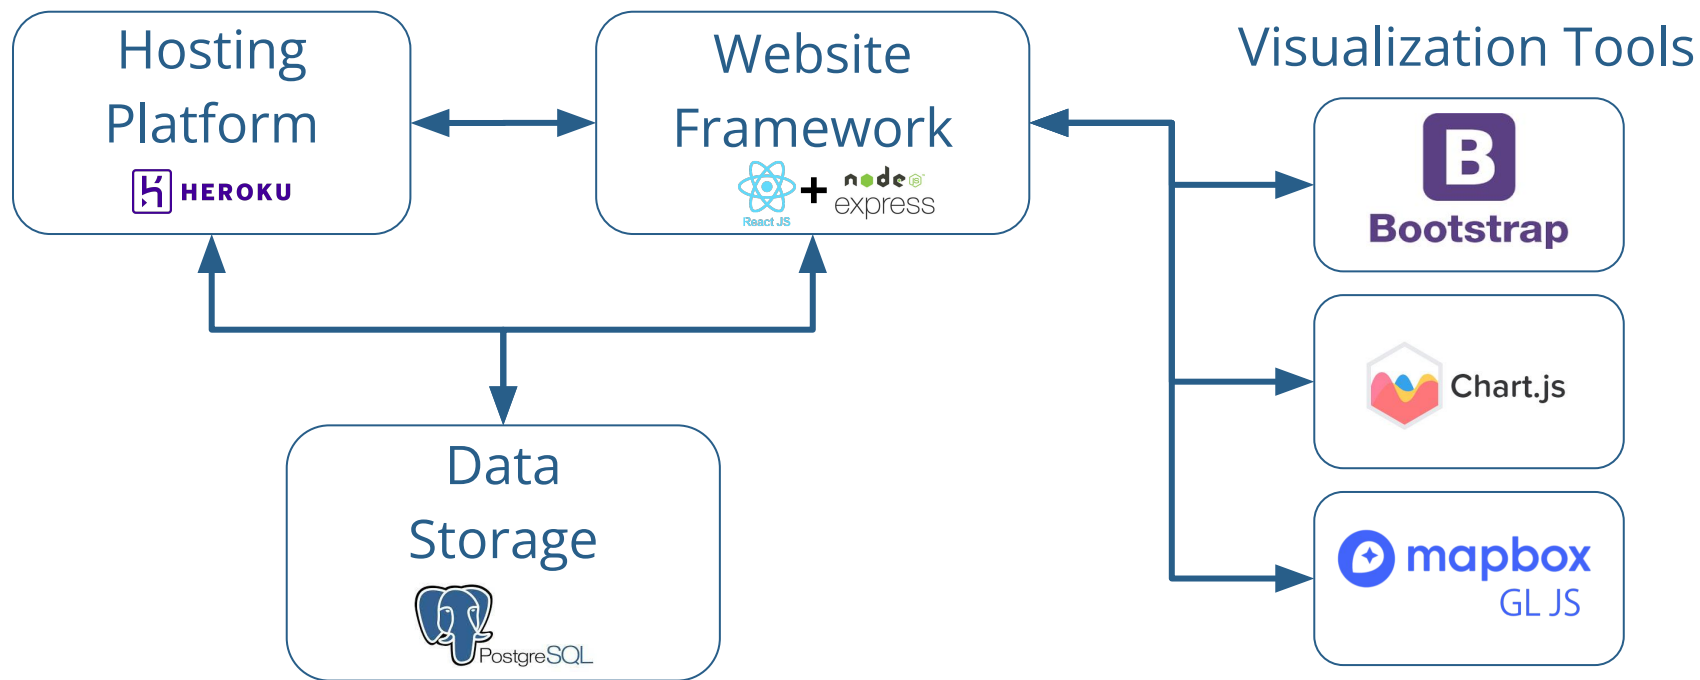 Hosting
Platform
HEROKU
Website
Framework
React JS
+
node JS
express
Data
Storage
PostgreSQL
Visualization Tools
B
Bootstrap
Chart.js
mapbox
GL JS